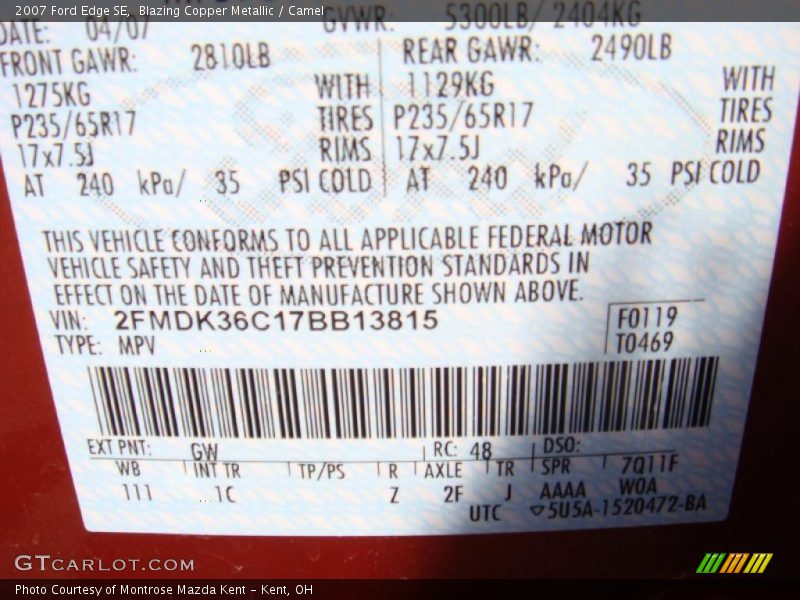 2007 Ford Edge SE, Blazing Copper Metallic / Camel
DATE: 04/07 GVWR: 5300LB/ 2404KG
FRONT GAWR: 2810LB REAR GAWR: 2490LB
1275KG WITH 1129KG WITH
P235/65R17 TIRES P235/65R17 TIRES
17x7.5J RIMS 17x7.5J RIMS
AT 240 kPa/ 35 PSI COLD AT 240 kPa/ 35 PSI COLD
THIS VEHICLE CONFORMS TO ALL APPLICABLE FEDERAL MOTOR
VEHICLE SAFETY AND THEFT PREVENTION STANDARDS IN
EFFECT ON THE DATE OF MANUFACTURE SHOWN ABOVE.
VIN: 2FMDK36C17BB13815 F0119
TYPE: MPV T0469
EXT PNT: GW RC: 48 DSO:
WB INT TR TP/PS R AXLE TR SPR 7Q11F
111 1C Z 2F J AAAA WOA
UTC ▽5U5A-1520472-BA
GTCARLOT.COM
Photo Courtesy of Montrose Mazda Kent - Kent, OH